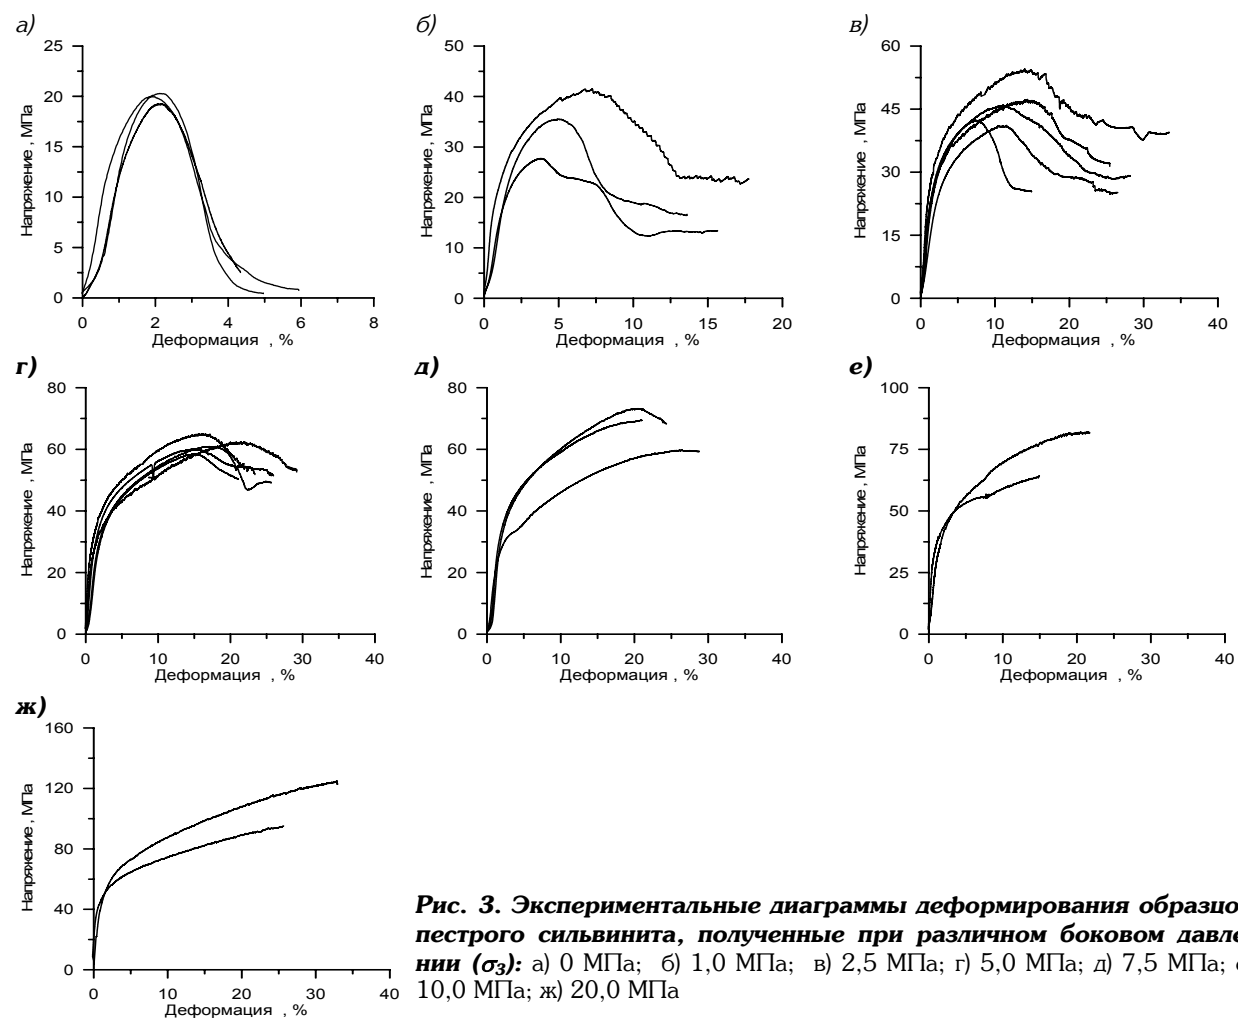 а)
25
20
15
10
5
0
Напряжение , МПа
0 2 4 6 8
Деформация , %
б)
50
40
30
20
10
0
Напряжение , МПа
0 5 10 15 20
Деформация , %
в)
60
45
30
15
0
Напряжение , МПа
0 10 20 30 40
Деформация , %
г)
80
60
40
20
0
Напряжение , МПа
0 10 20 30 40
Деформация , %
д)
80
60
40
20
0
Напряжение , МПа
0 10 20 30 40
Деформация , %
е)
100
75
50
25
0
Напряжение , МПа
0 10 20 30 40
Деформация , %
ж)
160
120
80
40
0
Напряжение , МПа
0 10 20 30 40
Деформация , %
Рис. 3. Экспериментальные диаграммы деформирования образцо
пестрого сильвинита, полученные при различном боковом давле
нии (σ₃): а) 0 МПа; б) 1,0 МПа; в) 2,5 МПа; г) 5,0 МПа; д) 7,5 МПа;
10,0 МПа; ж) 20,0 МПа